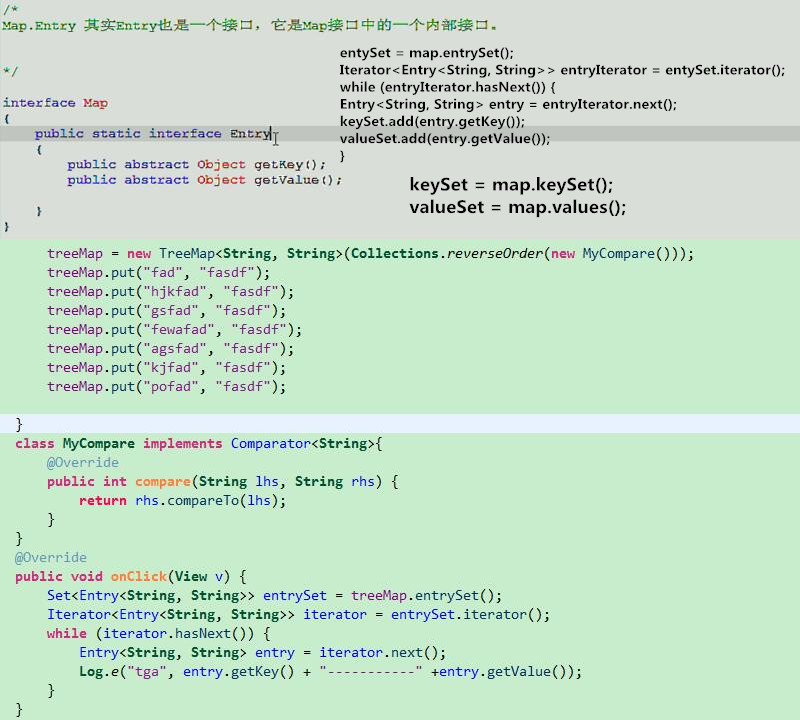 /*
Map.Entry 其实Entry也是一个接口，它是Map接口中的一个内部接口。
*/
interface Map
{
public static interface Entry
{
public abstract Object getKey();
public abstract Object getValue();
}
}
entySet = map.entrySet();
Iterator<Entry<String, String>> entryIterator = entySet.iterator();
while (entryIterator.hasNext()) {
Entry<String, String> entry = entryIterator.next();
keySet.add(entry.getKey());
valueSet.add(entry.getValue());
}
keySet = map.keySet();
valueSet = map.values();
treeMap = new TreeMap<String, String>(Collections.reverseOrder(new MyCompare()));
treeMap.put("fad", "fasdf");
treeMap.put("hjkfad", "fasdf");
treeMap.put("gsfad", "fasdf");
treeMap.put("fewafad", "fasdf");
treeMap.put("agsfad", "fasdf");
treeMap.put("kjfad", "fasdf");
treeMap.put("pofad", "fasdf");
}
class MyCompare implements Comparator<String>{
@Override
public int compare(String lhs, String rhs) {
return rhs.compareTo(lhs);
}
}
@Override
public void onClick(View v) {
Set<Entry<String, String>> entrySet = treeMap.entrySet();
Iterator<Entry<String, String>> iterator = entrySet.iterator();
while (iterator.hasNext()) {
Entry<String, String> entry = iterator.next();
Log.e("tga", entry.getKey() + "-----------" +entry.getValue());
}
}